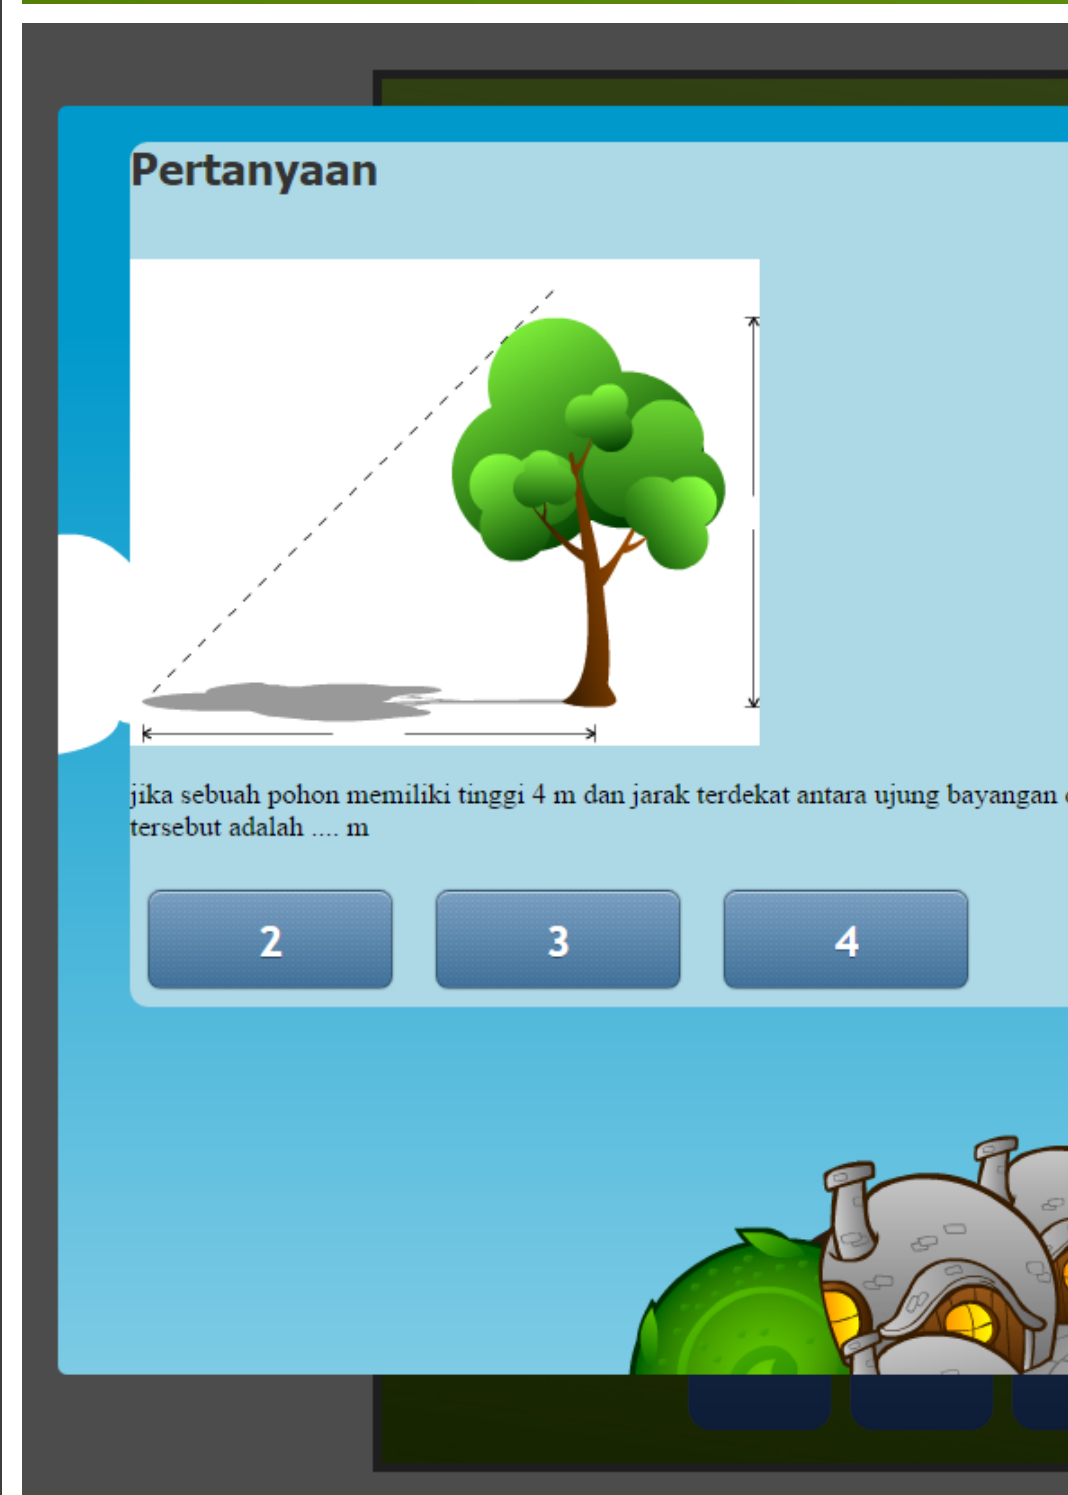 Pertanyaan
jika sebuah pohon memiliki tinggi 4 m dan jarak terdekat antara ujung bayangan
tersebut adalah .... m
2
3
4